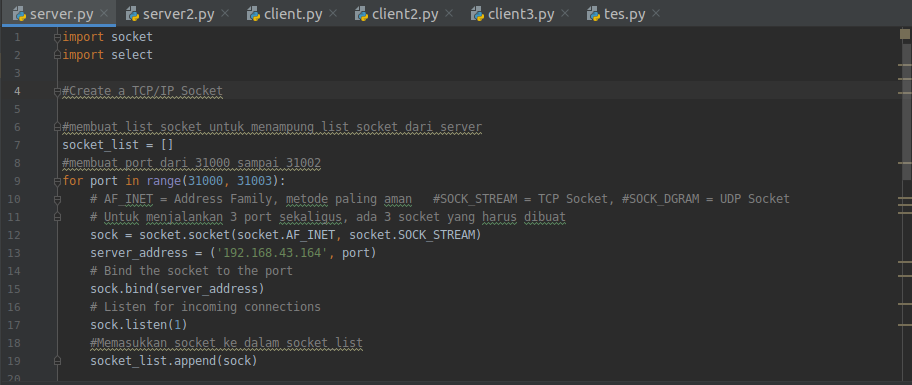 server.py server2.py client.py client2.py client3.py tes.py
1 import socket
2 import select
3
4 #Create a TCP/IP Socket
5
6 #membuat list socket untuk menampung list socket dari server
7 socket_list = []
8 #membuat port dari 31000 sampai 31002
9 for port in range(31000, 31003):
10     # AF_INET = Address Family, metode paling aman   #SOCK_STREAM = TCP Socket, #SOCK_DGRAM = UDP Socket
11     # Untuk menjalankan 3 port sekaligus, ada 3 socket yang harus dibuat
12     sock = socket.socket(socket.AF_INET, socket.SOCK_STREAM)
13     server_address = ('192.168.43.164', port)
14     # Bind the socket to the port
15     sock.bind(server_address)
16     # Listen for incoming connections
17     sock.listen(1)
18     #Memasukkan socket ke dalam socket list
19     socket_list.append(sock)
20